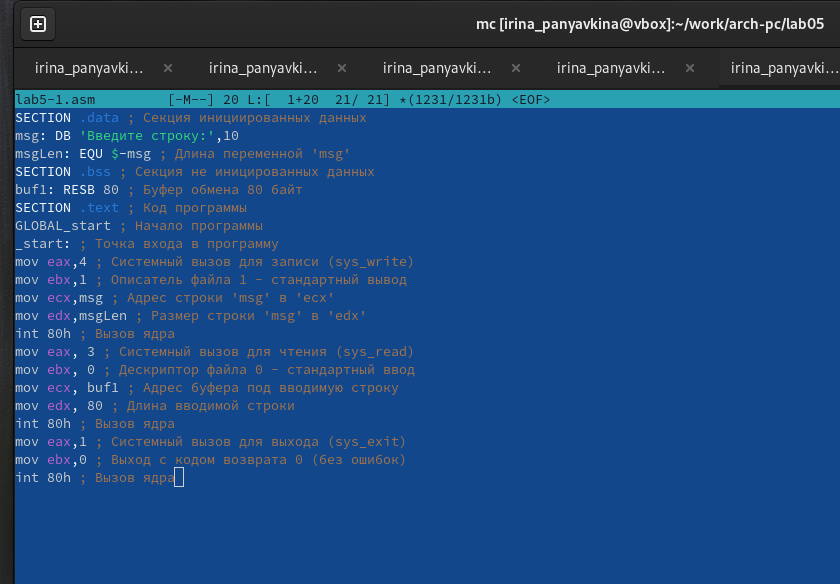 mc [irina_panyavkina@vbox]:~/work/arch-pc/lab05
irina_panyavki... × irina_panyavki... × irina_panyavki... × irina_panyavki... × irina_panyavki...
lab5-1.asm [-M--] 20 L:[ 1+20 21/ 21] *(1231/1231b) <EOF>
SECTION .data ; Секция инициированных данных
msg: DB 'Введите строку:',10
msgLen: EQU $-msg ; Длина переменной 'msg'
SECTION .bss ; Секция не иницированных данных
buf1: RESB 80 ; Буфер обмена 80 байт
SECTION .text ; Код программы
GLOBAL_start ; Начало программы
_start: ; Точка входа в программу
mov eax,4 ; Системный вызов для записи (sys_write)
mov ebx,1 ; Описатель файла 1 - стандартный вывод
mov ecx,msg ; Адрес строки 'msg' в 'ecx'
mov edx,msgLen ; Размер строки 'msg' в 'edx'
int 80h ; Вызов ядра
mov eax, 3 ; Системный вызов для чтения (sys_read)
mov ebx, 0 ; Дескриптор файла 0 - стандартный ввод
mov ecx, buf1 ; Адрес буфера под вводимую строку
mov edx, 80 ; Длина вводимой строки
int 80h ; Вызов ядра
mov eax,1 ; Системный вызов для выхода (sys_exit)
mov ebx,0 ; Выход с кодом возврата 0 (без ошибок)
int 80h ; Вызов ядра